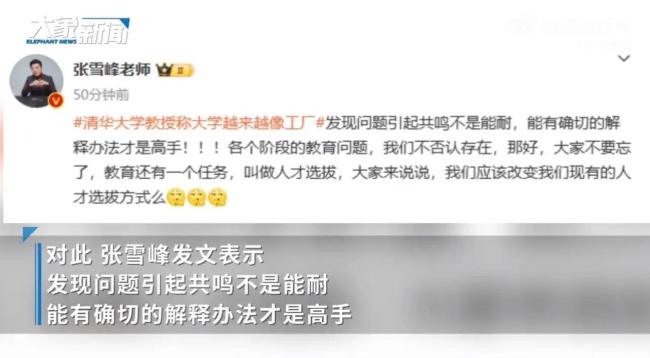 大象新闻
ELEPHANT NEWS
张雪峰老师
50分钟前
#清华大学教授称大学越来越像工厂#发现问题引起共鸣不是能耐，能有确切的解
释办法才是高手！！！各个阶段的教育问题，我们不否认存在，那好，大家不要忘
了，教育还有一个任务，叫做人才选拔，大家来说说，我们应该改变我们现有的人
才选拔方式么
对此 张雪峰发文表示
发现问题引起共鸣不是能耐
能有确切的解释办法才是高手